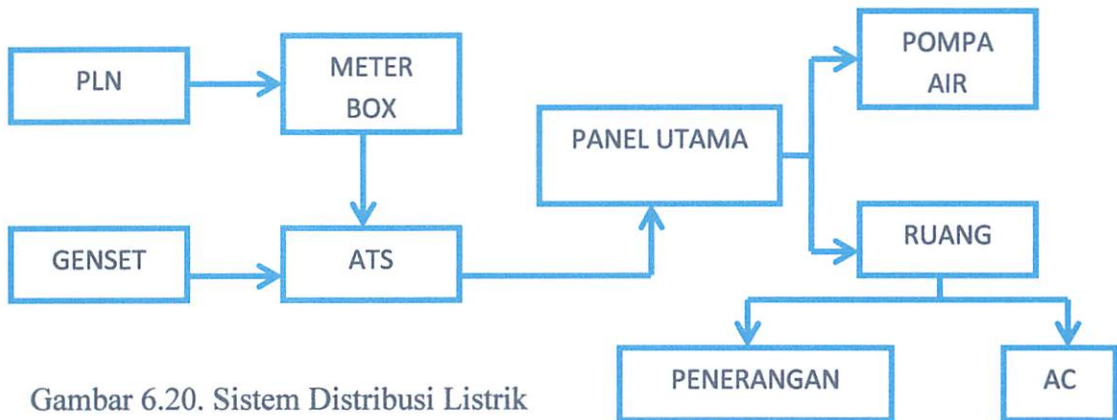 PLN
METER
BOX
POMPA
AIR
PANEL UTAMA
GENSET
ATS
RUANG
PENERANGAN
AC
Gambar 6.20. Sistem Distribusi Listrik